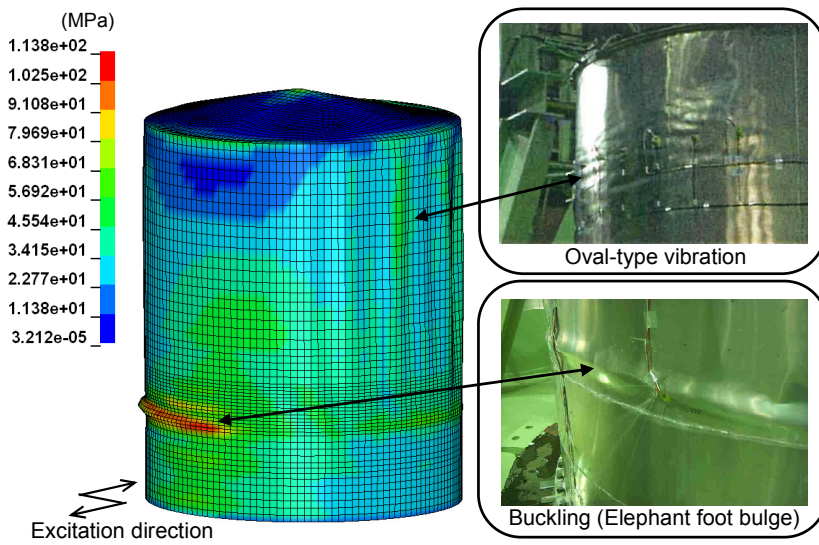 (MPa)
1.138e+02
1.025e+02
9.108e+01
7.969e+01
6.831e+01
5.692e+01
4.554e+01
3.415e+01
2.277e+01
1.138e+01
3.212e-05
Excitation direction
Oval-type vibration
Buckling (Elephant foot bulge)